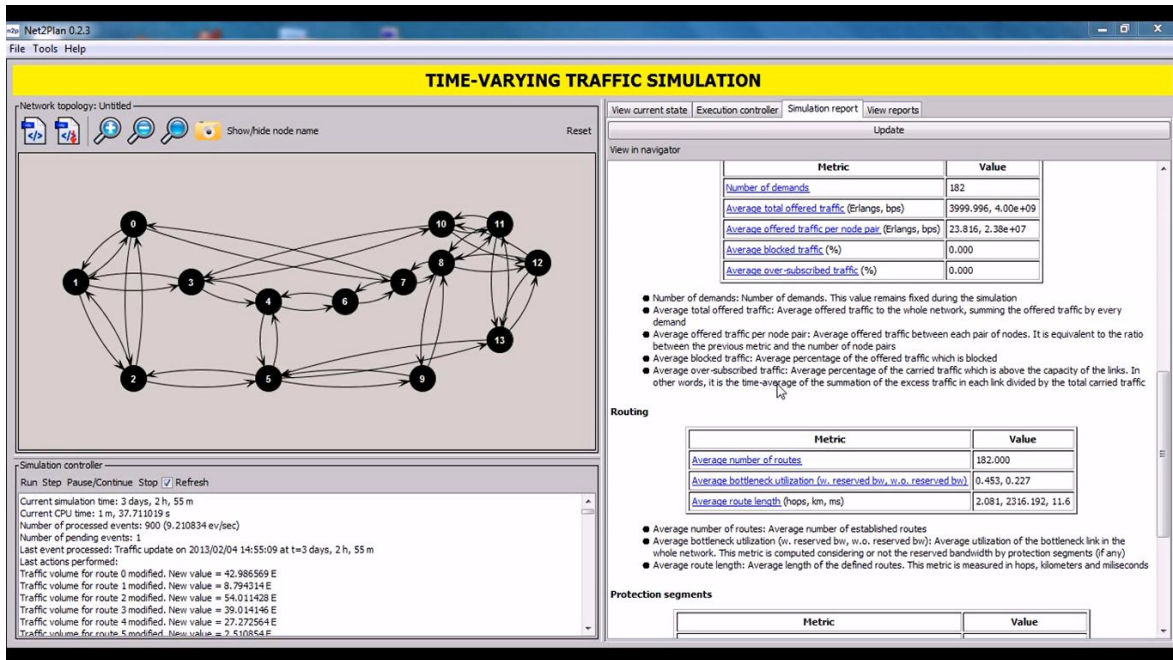 n2p Net2Plan 0.2.3
File Tools Help
TIME-VARYING TRAFFIC SIMULATION
Network topology: Untitled
Show/hide node name
Reset
0
10
11
8
12
1
3
7
4
6
13
2
5
9
Simulation controller
Run Step Pause/Continue Stop Refresh
Current simulation time: 3 days, 2 h, 55 m
Current CPU time: 1 m, 37.711019 s
Number of processed events: 900 (9.210834 ev/sec)
Number of pending events: 1
Last event processed: Traffic update on 2013/02/04 14:55:09 at t=3 days, 2 h, 55 m
Last actions performed:
Traffic volume for route 0 modified. New value = 42.986569 E
Traffic volume for route 1 modified. New value = 8.794314 E
Traffic volume for route 2 modified. New value = 54.011428 E
Traffic volume for route 3 modified. New value = 39.014146 E
Traffic volume for route 4 modified. New value = 27.272564 E
Traffic volume for route 5 modified. New value = 2.510854 E
View current state Execution controller Simulation report View reports
Update
View in navigator
Metric Value
Number of demands 182
Average total offered traffic (Erlangs, bps) 3999.996, 4.00e+09
Average offered traffic per node pair (Erlangs, bps) 23.816, 2.38e+07
Average blocked traffic (%) 0.000
Average over-subscribed traffic (%) 0.000
● Number of demands: Number of demands. This value remains fixed during the simulation
● Average total offered traffic: Average offered traffic to the whole network, summing the offered traffic by every
demand
● Average offered traffic per node pair: Average offered traffic between each pair of nodes. It is equivalent to the ratio
between the previous metric and the number of node pairs
● Average blocked traffic: Average percentage of the offered traffic which is blocked
● Average over-subscribed traffic: Average percentage of the carried traffic which is above the capacity of the links. In
other words, it is the time-average of the summation of the excess traffic in each link divided by the total carried traffic
Routing
Metric Value
Average number of routes 182.000
Average bottleneck utilization (w. reserved bw, w.o. reserved bw) 0.453, 0.227
Average route length (hops, km, ms) 2.081, 2316.192, 11.6
● Average number of routes: Average number of established routes
● Average bottleneck utilization (w. reserved bw, w.o. reserved bw): Average utilization of the bottleneck link in the
whole network. This metric is computed considering or not the reserved bandwidth by protection segments (if any)
● Average route length: Average length of the defined routes. This metric is measured in hops, kilometers and miliseconds
Protection segments
Metric Value